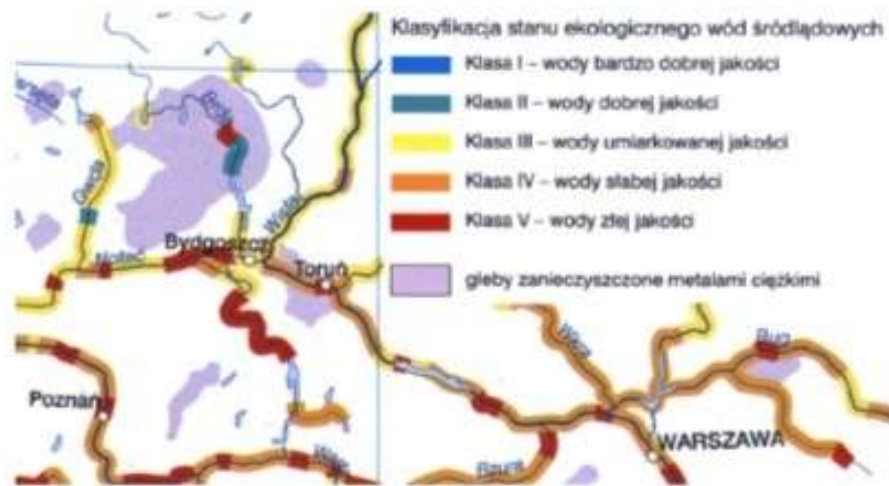 Klasyfikacja stanu ekologicznego wód śródlądowych
Klasa I – wody bardzo dobrej jakości
Klasa II – wody dobrej jakości
Klasa III – wody umiarkowanej jakości
Klasa IV – wody słabej jakości
Klasa V – wody złej jakości
gleby zanieczyszczone metalami ciężkimi
Brda
Gwda
Wisła
Bydgoszcz
Noteć
Toruń
Poznań
Wkra
Bug
WARSZAWA
Bzura